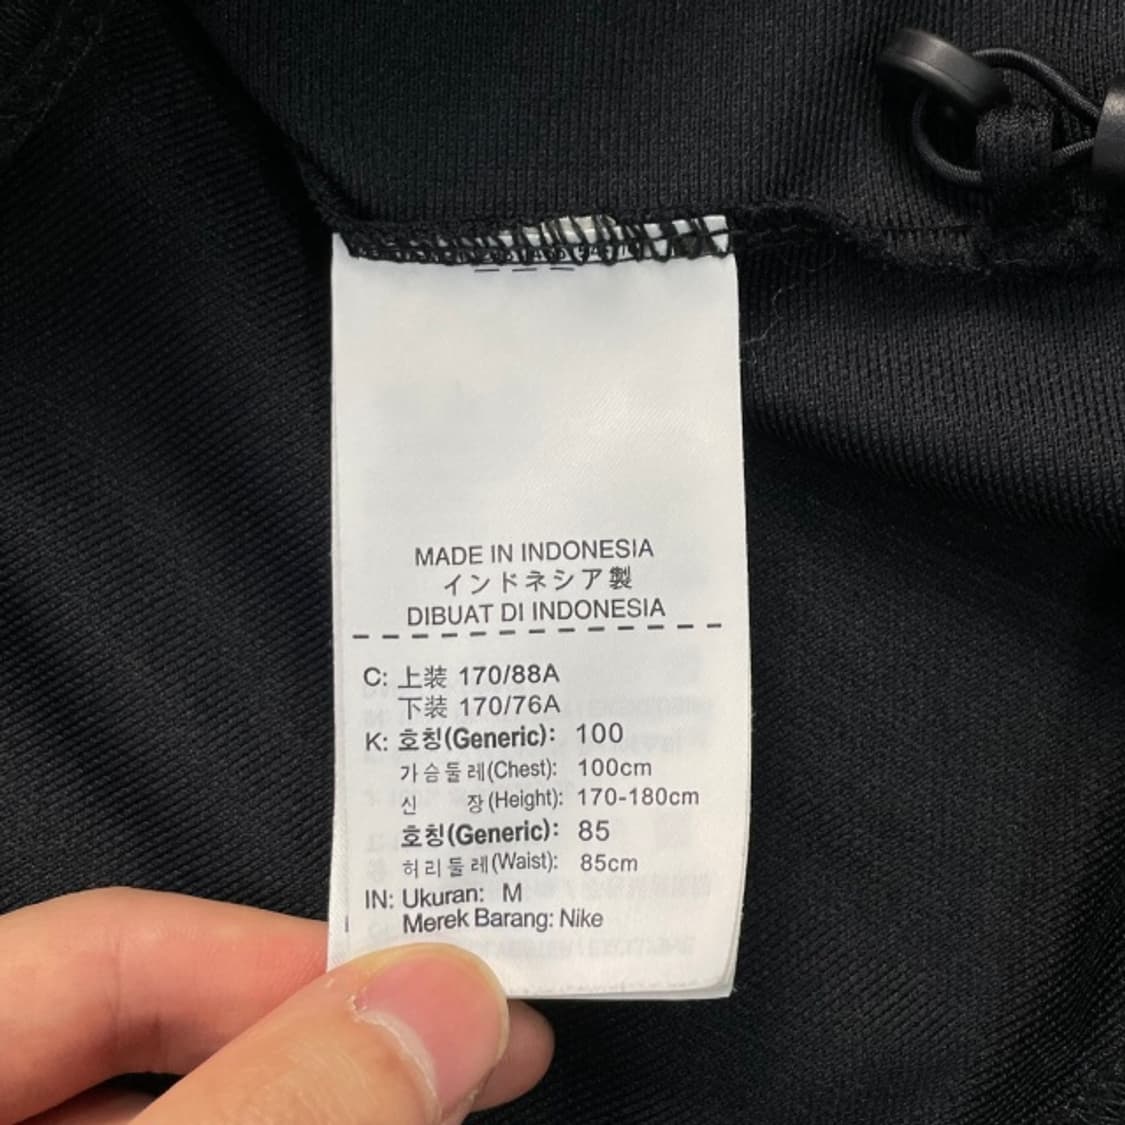 MADE IN INDONESIA
インドネシア製
DIBUAT DI INDONESIA
C: 上装 170/88A
下装 170/76A
K: 호칭(Generic): 100
가슴둘레(Chest): 100cm
신 장(Height): 170-180cm
호칭(Generic): 85
허리둘레(Waist): 85cm
IN: Ukuran: M
Merek Barang: Nike